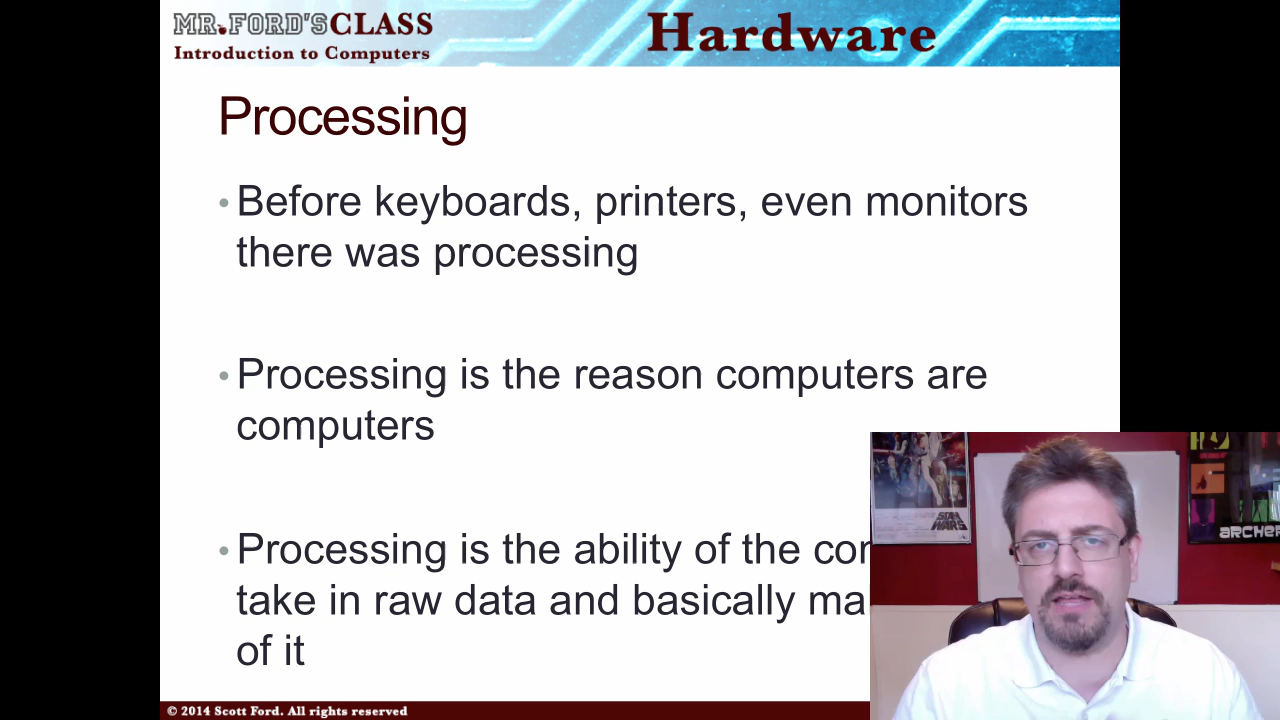 MR.FORD'SCLASS
Introduction to Computers
Hardware
Processing
• Before keyboards, printers, even monitors
there was processing
• Processing is the reason computers are
computers
• Processing is the ability of the
take in raw data and basically
of it
STAR
WARS
© 2014 Scott Ford. All rights reserved